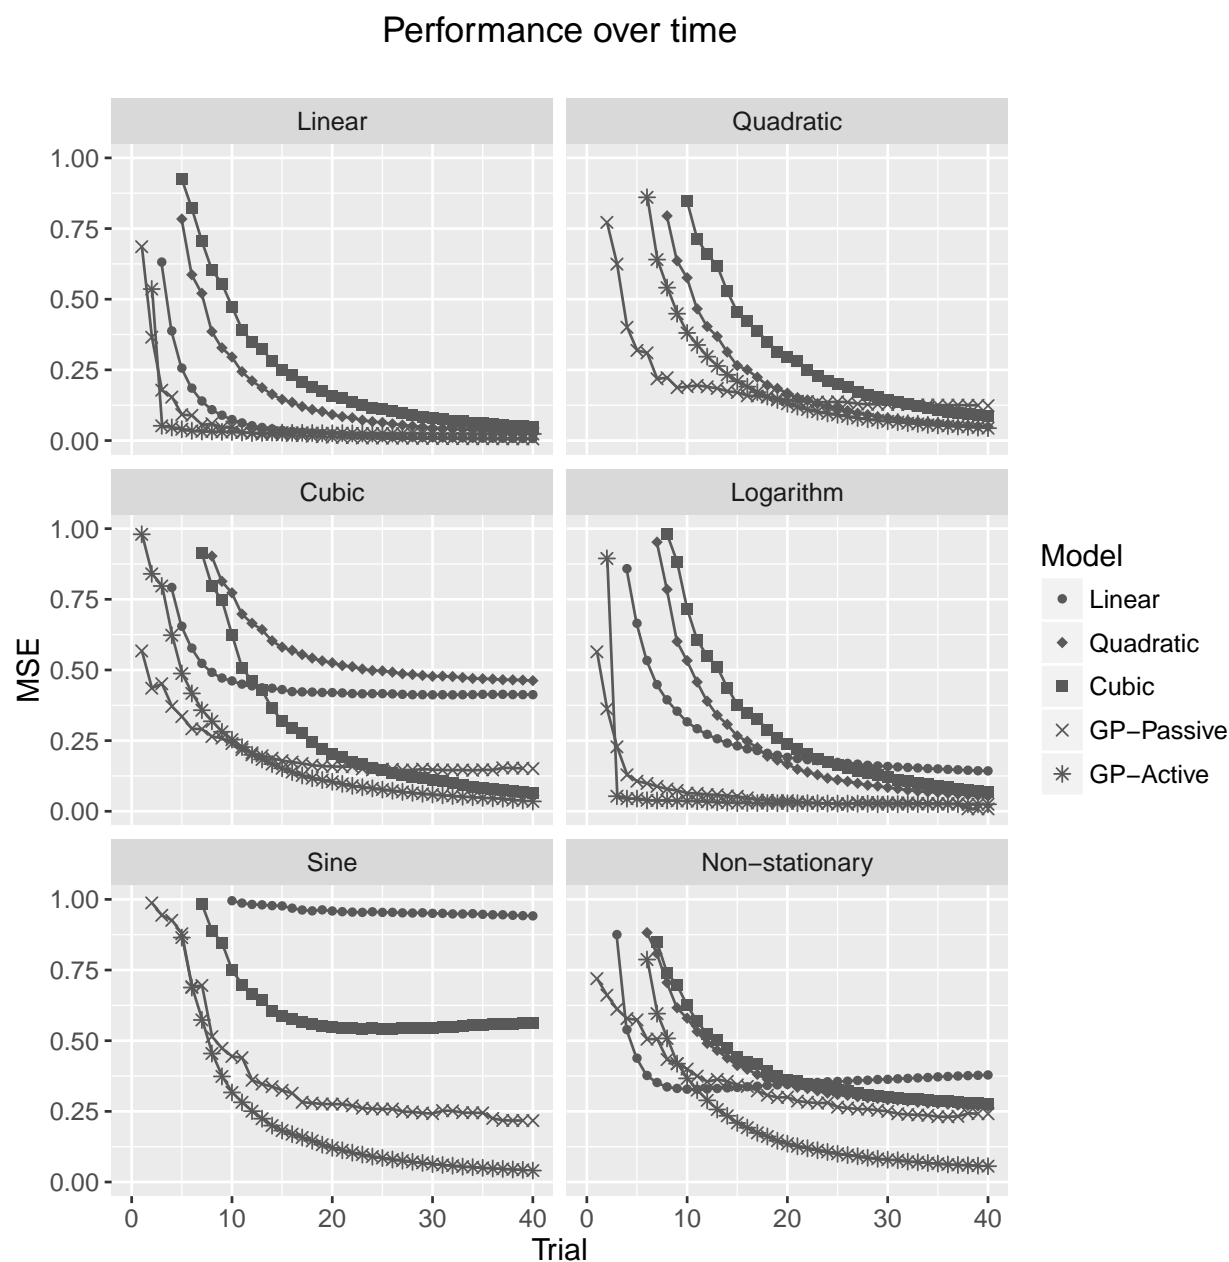 Performance over time
Linear
Quadratic
1.00
0.75
0.50
0.25
0.00
Cubic
Logarithm
1.00
0.75
0.50
0.25
0.00
Sine
Non−stationary
1.00
0.75
0.50
0.25
0.00
0 10 20 30 40
0 10 20 30 40
Trial
MSE
Model
Linear
Quadratic
Cubic
GP−Passive
GP−Active